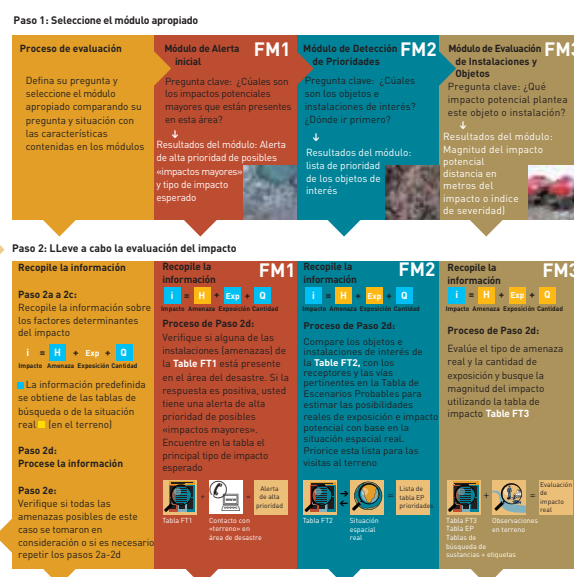 Paso 1: Seleccione el módulo apropiado
Proceso de evaluación
Defina su pregunta y
seleccione el módulo
apropiado comparando su
pregunta y situación con
las características
contenidas en los módulos
Módulo de Alerta
inicial
FM1
Pregunta clave: ¿Cúales son
los impactos potenciales
mayores que están presentes
en esta área?
Resultados del módulo: Alerta
de alta prioridad de posibles
«impactos mayores»
y tipo de impacto
esperado
Módulo de Detección
de Prioridades
FM2
Pregunta clave: ¿Cúales
son los objetos e
instalaciones de interés?
¿Dónde ir primero?
Resultados del módulo:
lista de prioridad
de los objetos de
interés
Módulo de Evaluación
de Instalaciones y
Objetos
FM3
Pregunta clave: ¿Qué
impacto potencial plantea
este objeto o instalación?
Resultados del módulo:
Magnitud del impacto
potencial
distancia en
metros del
impacto o índice
de severidad)
Paso 2: LLeve a cabo la evaluación del impacto
Recopile la información
Paso 2a a 2c:
Recopile la información sobre
los factores determinantes
del impacto
i = H + Exp + Q
Impacto Amenaza Exposición Cantidad
La información predefinida
se obtiene de las tablas de
búsqueda o de la situación
real (en el terreno)
Paso 2d:
Procese la información
Paso 2e:
Verifique si todas las
amenazas posibles de este
caso se tomaron en
consideración o si es necesario
repetir los pasos 2a-2d
Recopile la
información
FM1
i = H + Exp + Q
Impacto Amenaza Exposición Cantidad
Proceso de Paso 2d:
Verifique si alguna de las
instalaciones (amenazas) de
la Table FT1 está presente
en el área del desastre. Si la
respuesta es positiva, usted
tiene una alerta de alta
prioridad de posibles
«impactos mayores».
Encuentre en la tabla el
principal tipo de impacto
esperado
+ = Alerta
de alta
prioridad
Tabla FT1
Contacto con
«terreno» en
área de desastre
Recopile la
información
FM2
i = H + Exp + Q
Impacto Amenaza Exposición Cantidad
Proceso de Paso 2d:
Compare los objetos e
instalaciones de interés de
la Table FT2, con los
receptores y las vías
pertinentes en la Tabla de
Escenarios Probables para
estimar las posibilidades
reales de exposición e impacto
potencial con base en la
situación espacial real.
Priorice esta lista para las
visitas al terreno
= Lista de
tabla EP
prioridades
Tabla FT2
Situación
espacial
real
Recopile la
información
FM3
i = H + Exp + Q
Impacto Amenaza Exposición Cantidad
Proceso de Paso 2d:
Evalúe el tipo de amenaza
real y la cantidad de
exposición y busque la
magnitud del impacto
utilizando la tabla de
impacto Table FT3
+ = Evaluación
de
impacto
real
Tabla FT3
Tabla EP
Tablas de
búsqueda de
sustancias + etiquetas
Observaciones
en terreno